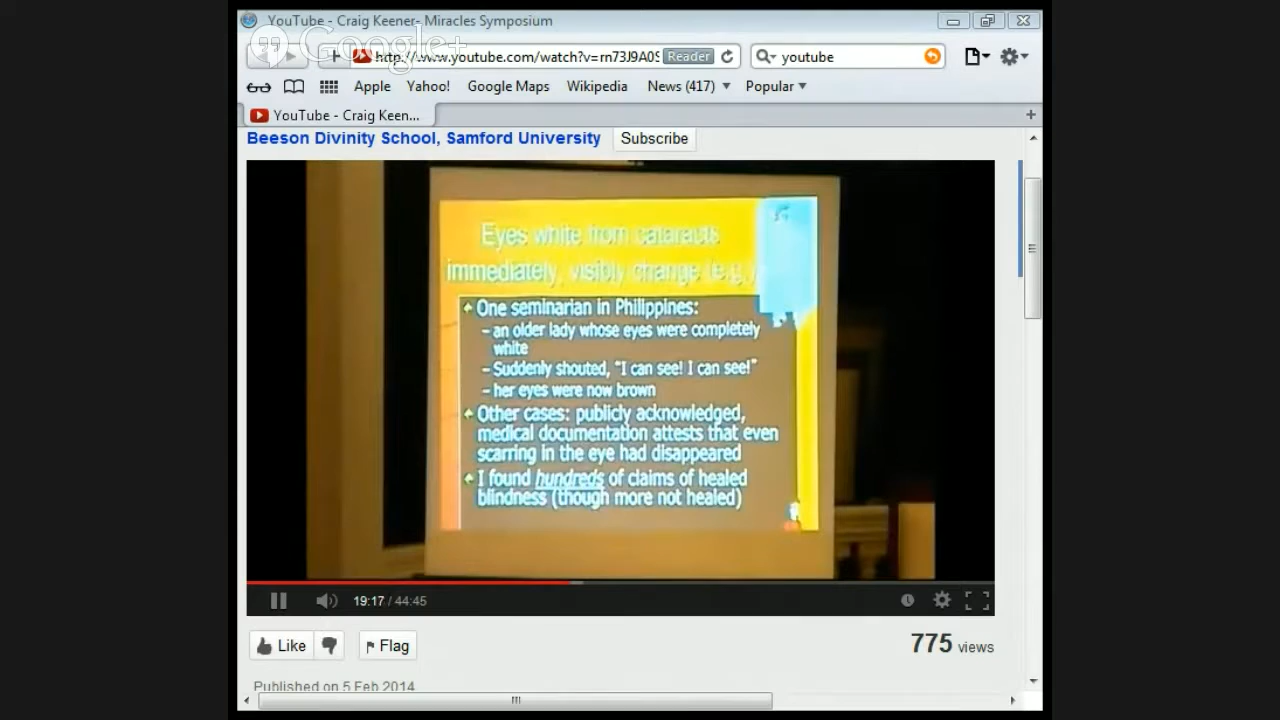 YouTube - Craig Keener- Miracles Symposium
Google+
http://www.youtube.com/watch?v=rn73J9A0S
Reader
youtube
Apple
Yahoo!
Google Maps
Wikipedia
News (417)
Popular
YouTube - Craig Keen...
Beeson Divinity School, Samford University
Subscribe
Eyes white from cataracts
immediately, visibly change (e.g.,
One seminarian in Philippines:
– an older lady whose eyes were completely
white
– Suddenly shouted, "I can see! I can see!"
– her eyes were now brown
Other cases: publicly acknowledged,
medical documentation attests that even
scarring in the eye had disappeared
I found hundreds of claims of healed
blindness (though more not healed)
19:17 / 44:45
Like
Flag
775 views
Published on 5 Feb 2014